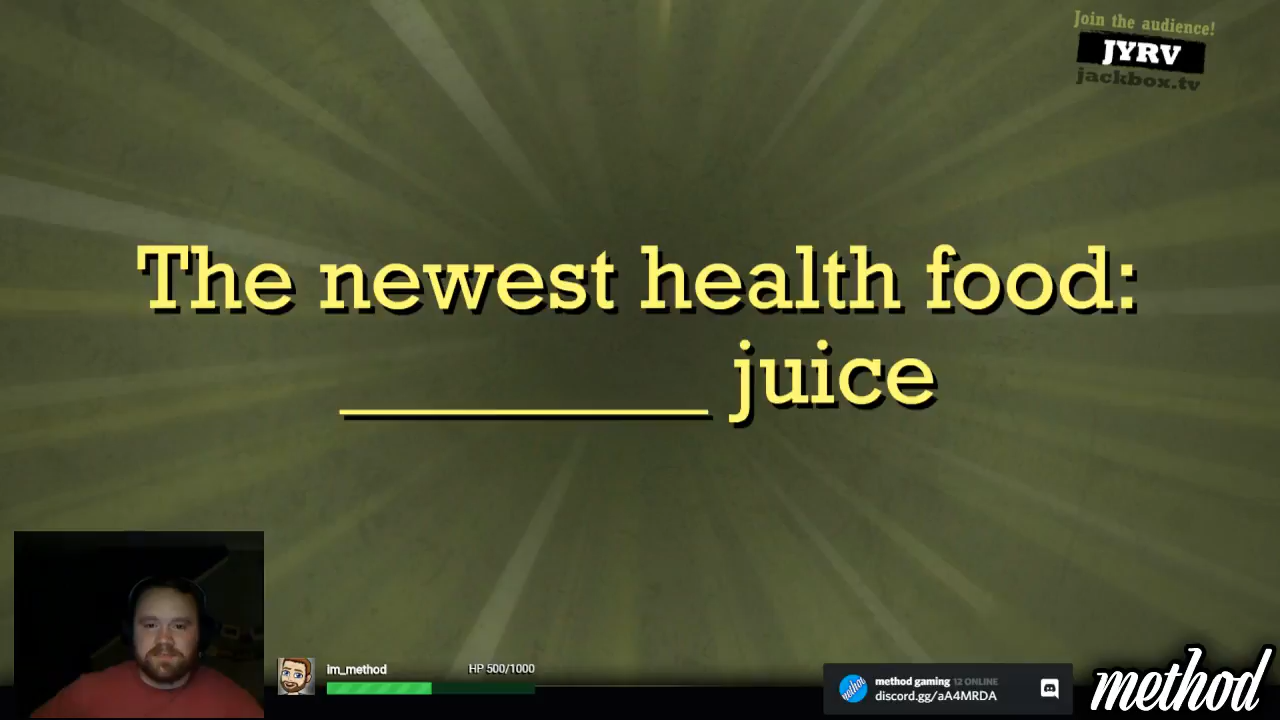 Join the audience!
JYRV
jackbox.tv
The newest health food:
__________ juice
im_method HP 500/1000
method gaming 12 ONLINE
discord.gg/aA4MRDA
method
method